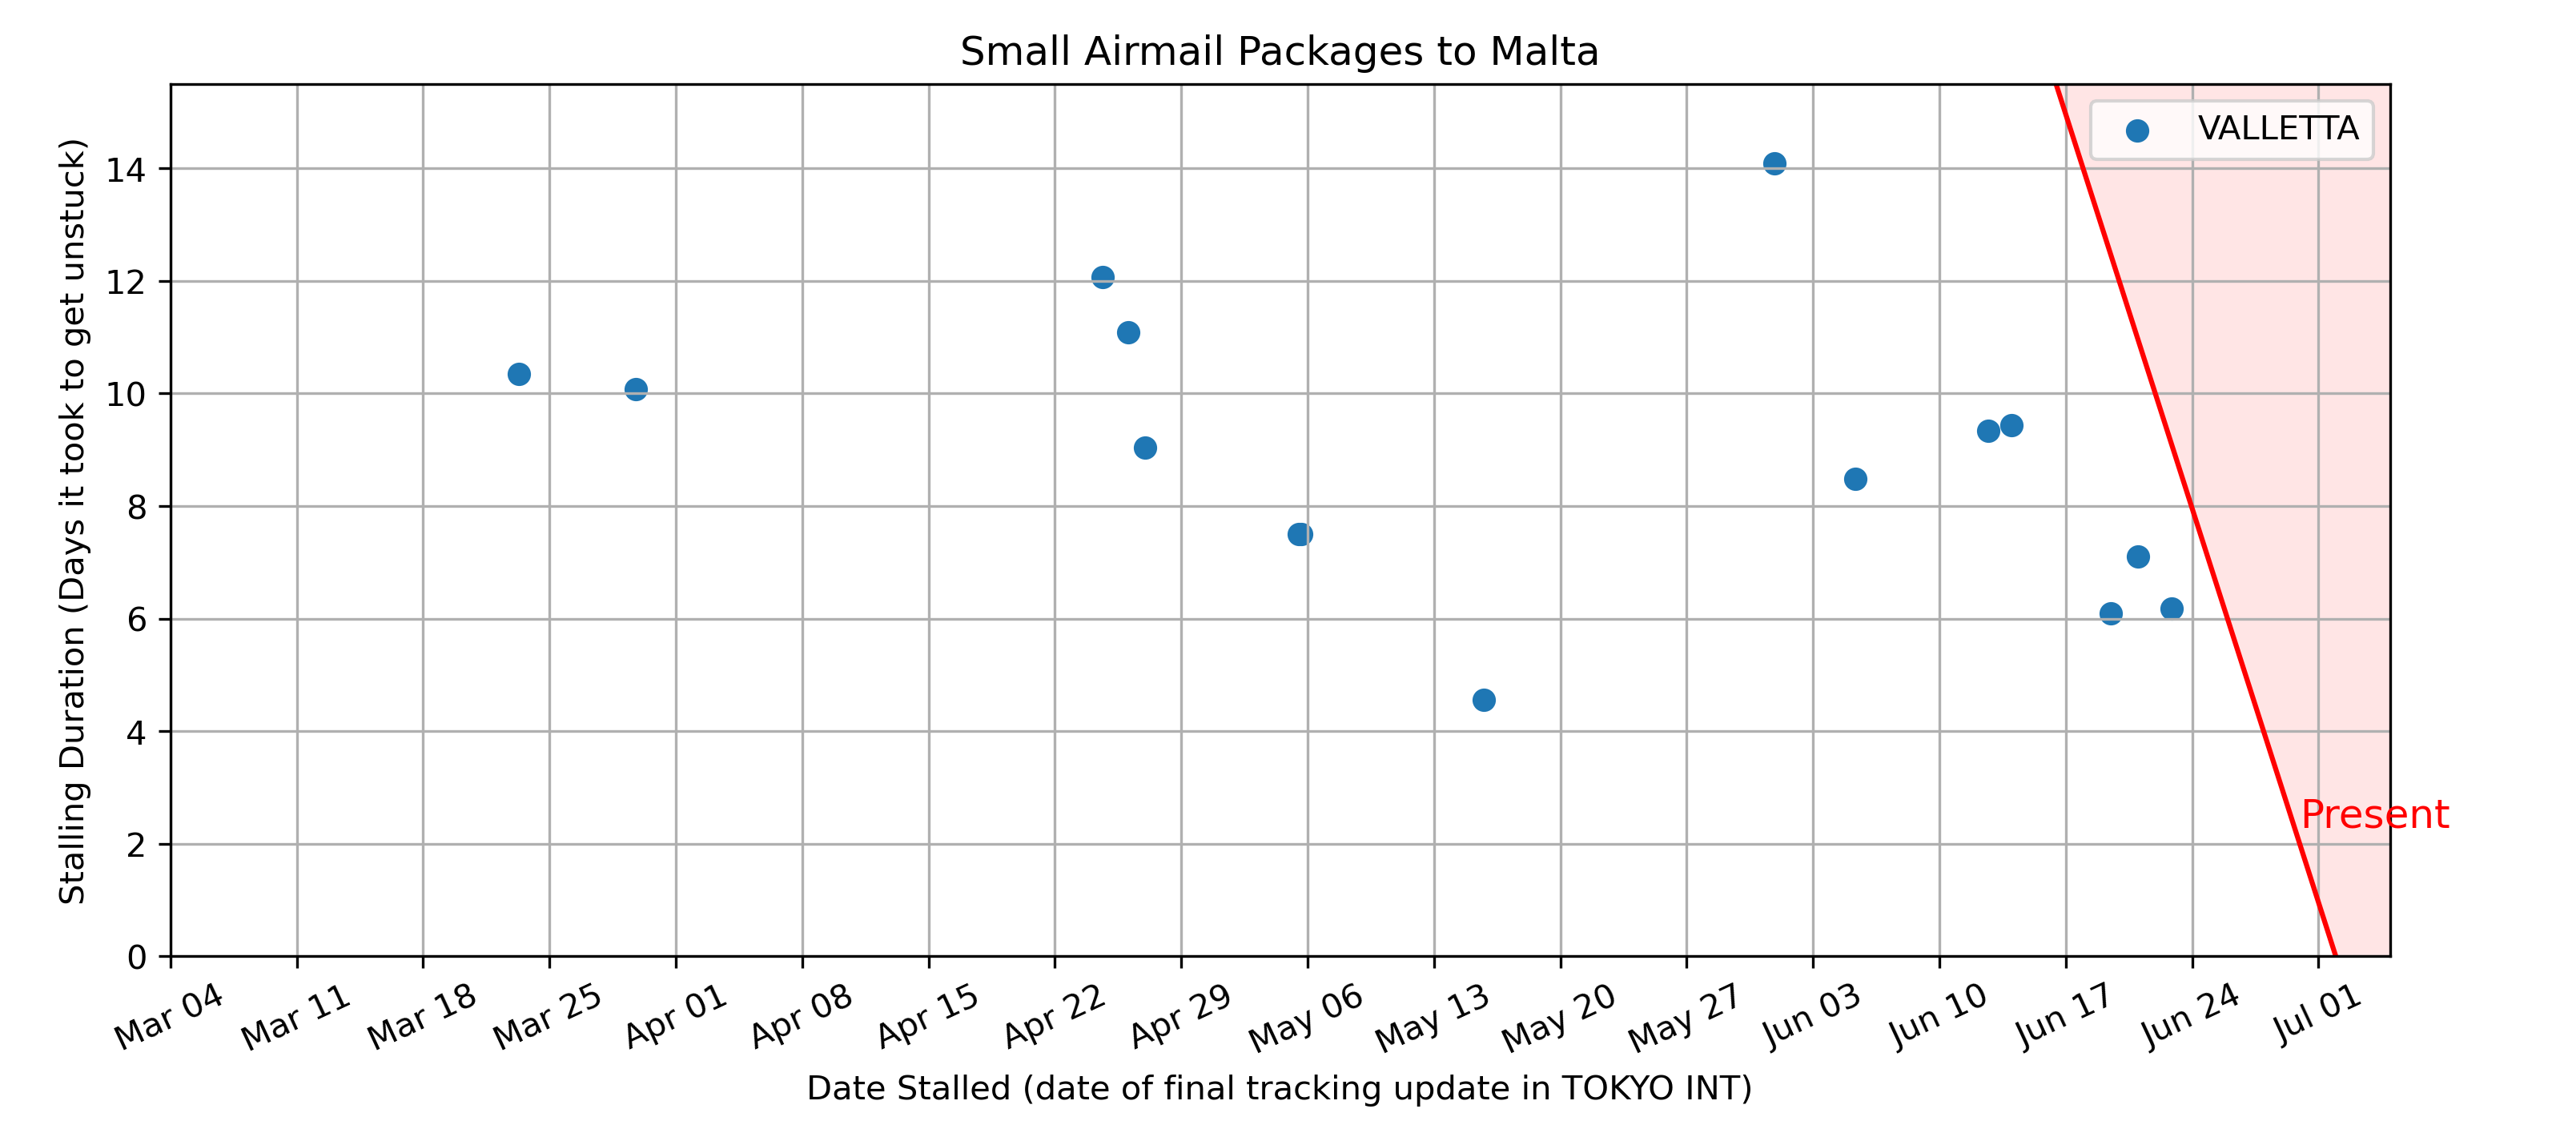 Small Airmail Packages to Malta
VALLETTA
Stalling Duration (Days it took to get unstuck)
14
12
10
8
6
4
2
0
Present
Mar 04
Mar 11
Mar 18
Mar 25
Apr 01
Apr 08
Apr 15
Apr 22
Apr 29
May 06
May 13
May 20
May 27
Jun 03
Jun 10
Jun 17
Jun 24
Jul 01
Date Stalled (date of final tracking update in TOKYO INT)